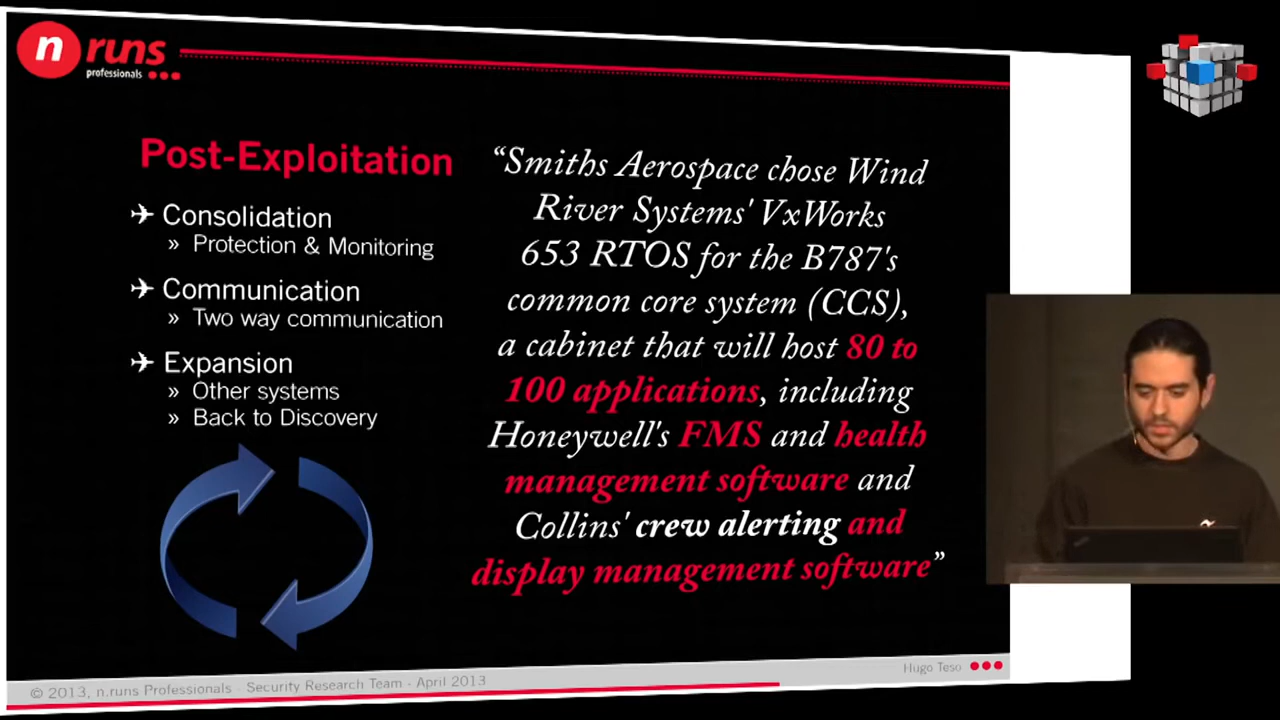 n runs
professionals
Post-Exploitation
Consolidation
» Protection & Monitoring
Communication
» Two way communication
Expansion
» Other systems
» Back to Discovery
“Smiths Aerospace chose Wind
River Systems' VxWorks
653 RTOS for the B787's
common core system (CCS),
a cabinet that will host 80 to
100 applications, including
Honeywell's FMS and health
management software and
Collins' crew alerting and
display management software”
Hugo Teso
© 2013, n.runs Professionals - Security Research Team - April 2013